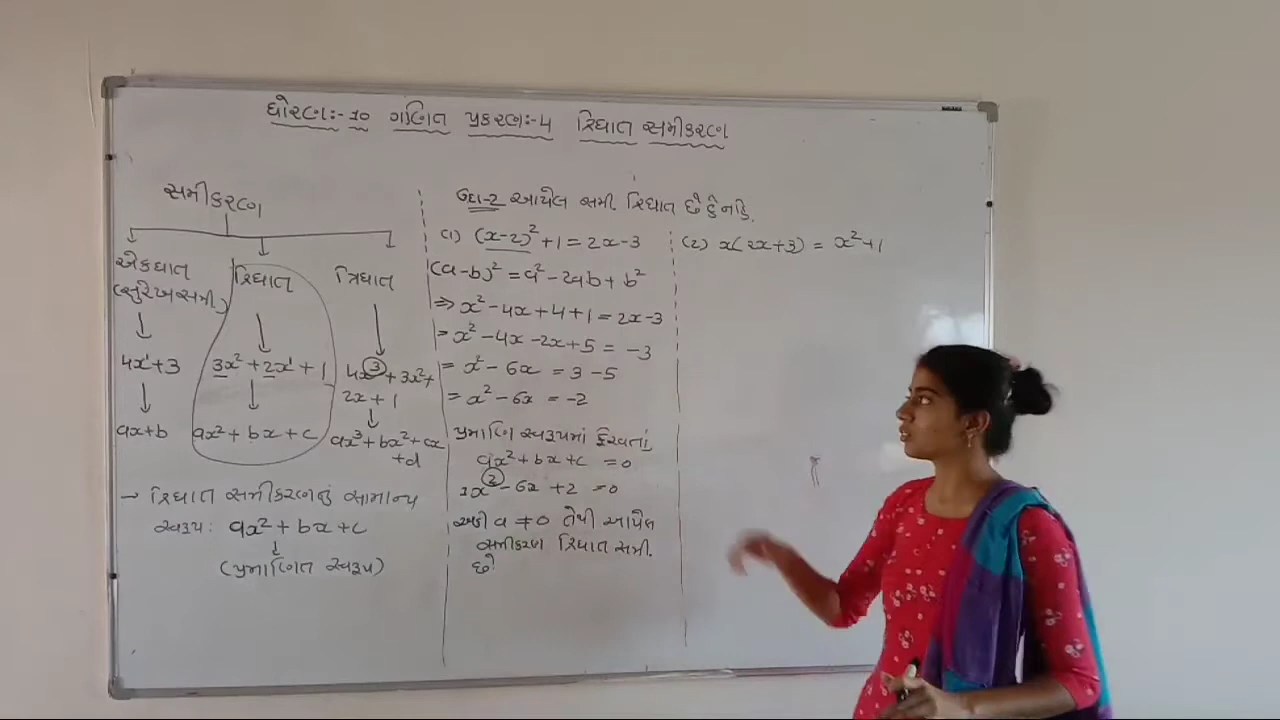 ધોરણઃ-૧૦ ગણિત પ્રકરણઃ-૪ દ્વિઘાત સમીકરણ
સમીકરણ
એકઘાત
(સુરેખ સમી)
દ્વિઘાત
ત્રિઘાત
4x¹+3
3x²+2x¹+1
4x³+3x²+
2x+1
ax+b
ax²+bx+c
ax³+bx²+cx
+d
→ દ્વિઘાત સમીકરણનું સામાન્ય
સ્વરૂપ: ax²+bx+c
(પ્રમાણિત સ્વરૂપ)
ઉદા-2 આપેલ સમી. દ્વિઘાત છે કે નહિ.
(1) (x-2)²+1=2x-3
(a-b)²=a²-2ab+b²
⇒ x²-4x+4+1=2x-3
= x²-4x-2x+5=-3
= x²-6x=3-5
= x²-6x=-2
પ્રમાણિ સ્વરૂપમાં ફેરવતાં
ax²+bx+c=0
1x²-6x+2=0
અહીં a≠0 તેથી આપેલ
સમીકરણ દ્વિઘાત સમી.
છે
(2) x(2x+3)=x²+1